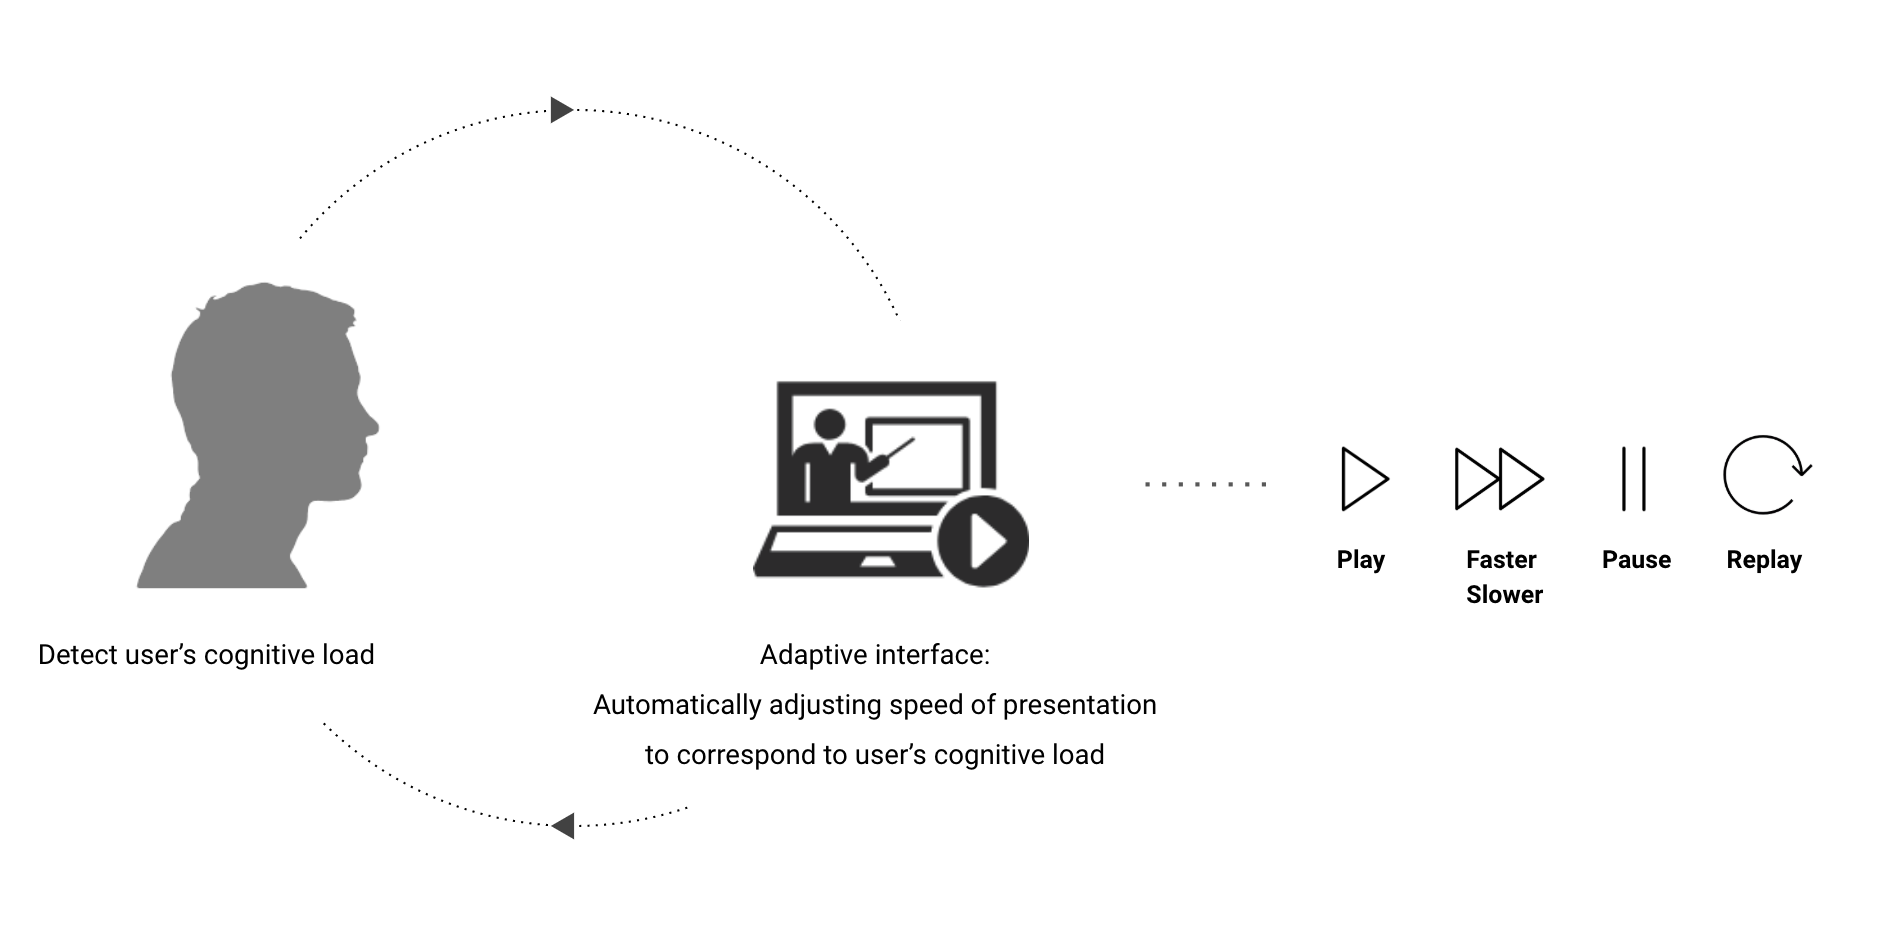 Detect user’s cognitive load
Adaptive interface:
Automatically adjusting speed of presentation
to correspond to user’s cognitive load
Play
Faster
Slower
Pause
Replay